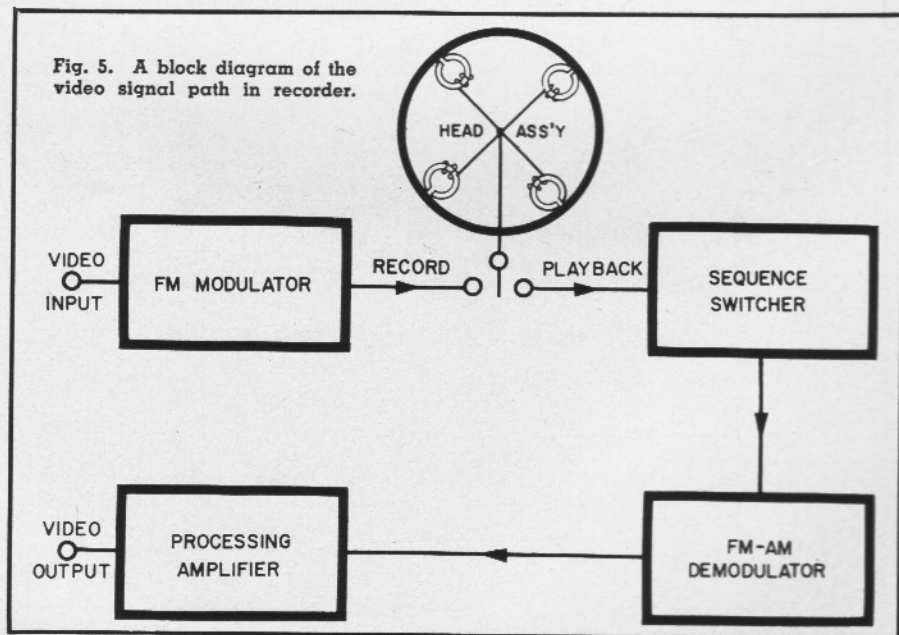 Fig. 5. A block diagram of the
video signal path in recorder.
HEAD ASS'Y
VIDEO
INPUT
FM MODULATOR
RECORD
PLAYBACK
SEQUENCE
SWITCHER
VIDEO
OUTPUT
PROCESSING
AMPLIFIER
FM-AM
DEMODULATOR